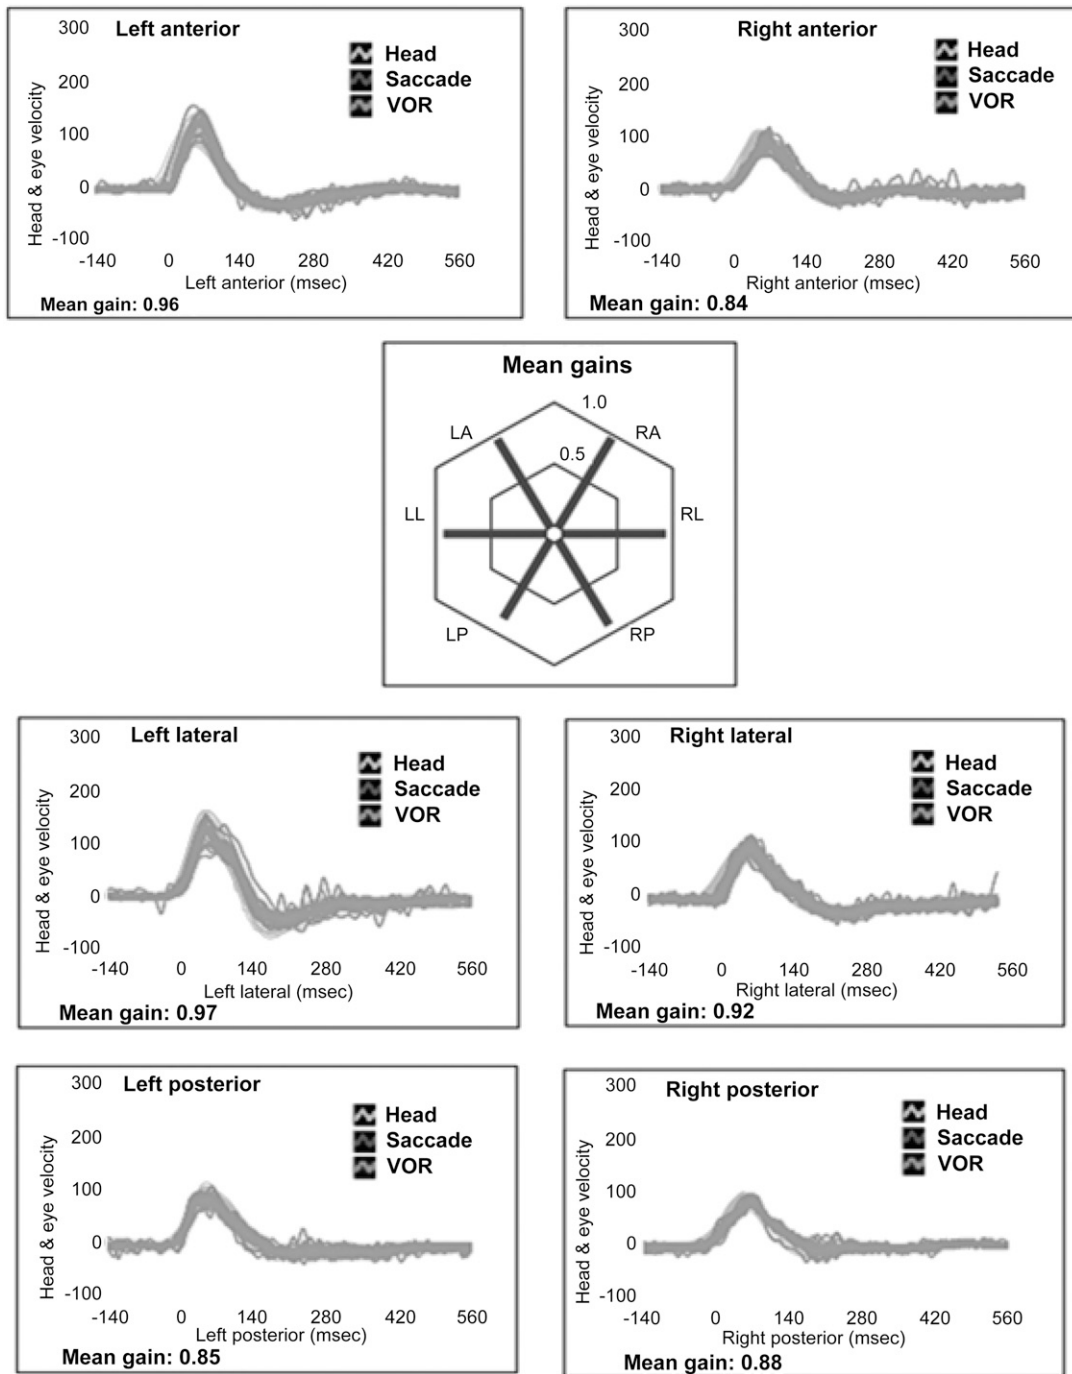 Left anterior
300
200
100
0
-100
Head & eye velocity
Head
Saccade
VOR
-140 0 140 280 420 560
Left anterior (msec)
Mean gain: 0.96
Right anterior
300
200
100
0
-100
Head & eye velocity
Head
Saccade
VOR
-140 0 140 280 420 560
Right anterior (msec)
Mean gain: 0.84
Mean gains
1.0
0.5
LA RA
LL RL
LP RP
Left lateral
300
200
100
0
-100
Head & eye velocity
Head
Saccade
VOR
-140 0 140 280 420 560
Left lateral (msec)
Mean gain: 0.97
Right lateral
300
200
100
0
-100
Head & eye velocity
Head
Saccade
VOR
-140 0 140 280 420 560
Right lateral (msec)
Mean gain: 0.92
Left posterior
300
200
100
0
-100
Head & eye velocity
Head
Saccade
VOR
-140 0 140 280 420 560
Left posterior (msec)
Mean gain: 0.85
Right posterior
300
200
100
0
-100
Head & eye velocity
Head
Saccade
VOR
-140 0 140 280 420 560
Right posterior (msec)
Mean gain: 0.88